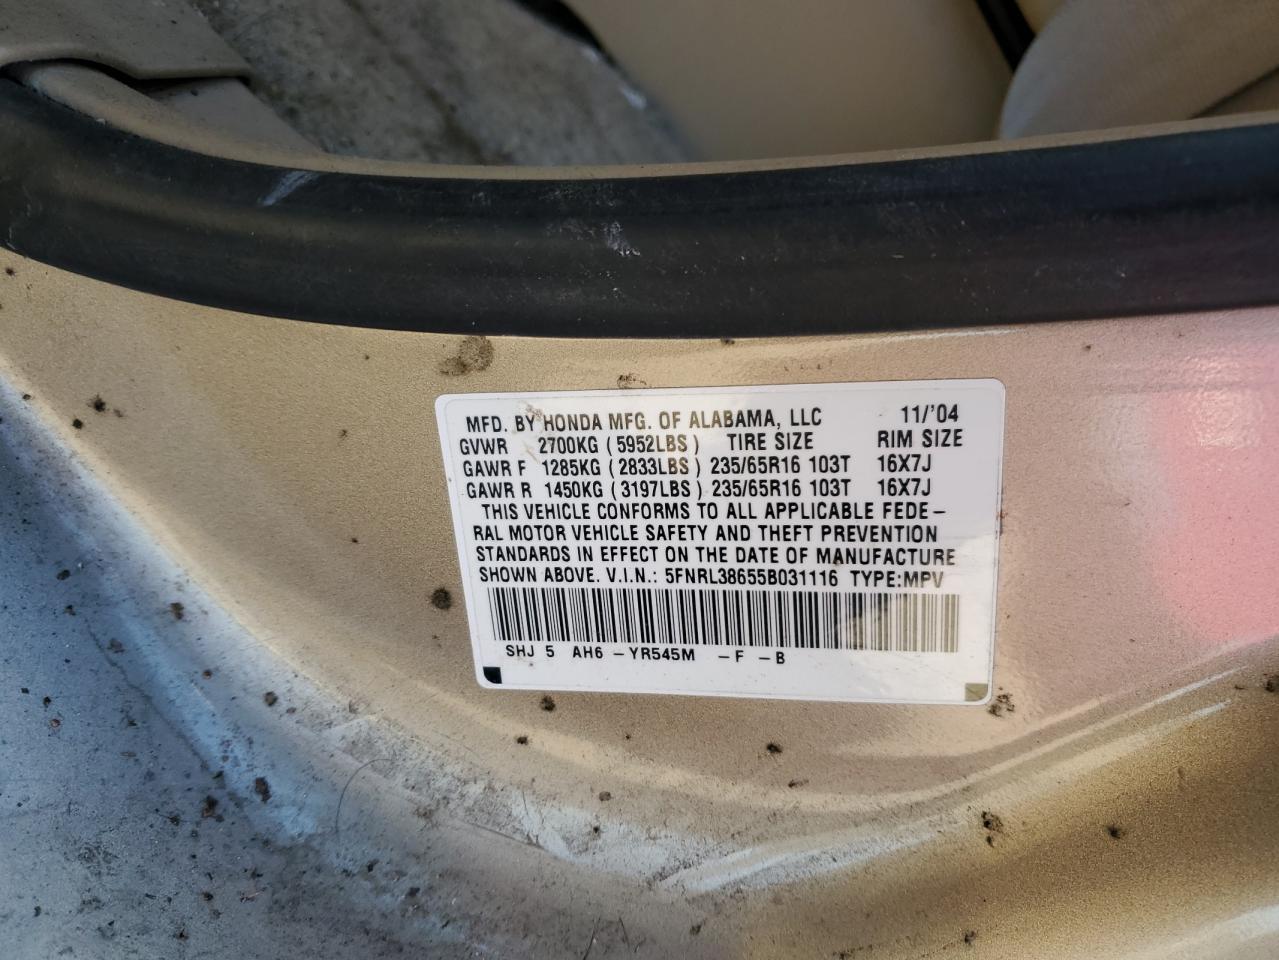 MFD. BY HONDA MFG. OF ALABAMA, LLC 11/'04
GVWR 2700KG (5952LBS) TIRE SIZE RIM SIZE
GAWR F 1285KG (2833LBS) 235/65R16 103T 16X7J
GAWR R 1450KG (3197LBS) 235/65R16 103T 16X7J
THIS VEHICLE CONFORMS TO ALL APPLICABLE FEDE-
RAL MOTOR VEHICLE SAFETY AND THEFT PREVENTION
STANDARDS IN EFFECT ON THE DATE OF MANUFACTURE
SHOWN ABOVE. V.I.N.: 5FNRL38655B031116 TYPE:MPV
SHJ 5 AH6 -YR545M -F -B